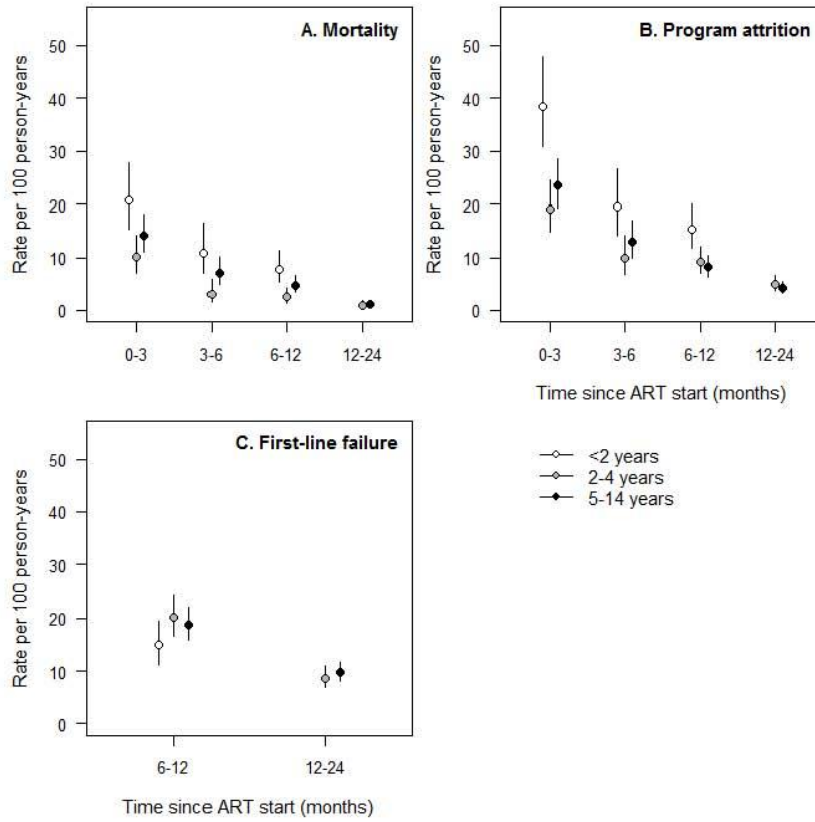 A. Mortality
Rate per 100 person-years
50
40
30
20
10
0
0-3
3-6
6-12
12-24
B. Program attrition
Rate per 100 person-years
50
40
30
20
10
0
0-3
3-6
6-12
12-24
Time since ART start (months)
C. First-line failure
Rate per 100 person-years
50
40
30
20
10
0
6-12
12-24
Time since ART start (months)
<2 years
2-4 years
5-14 years